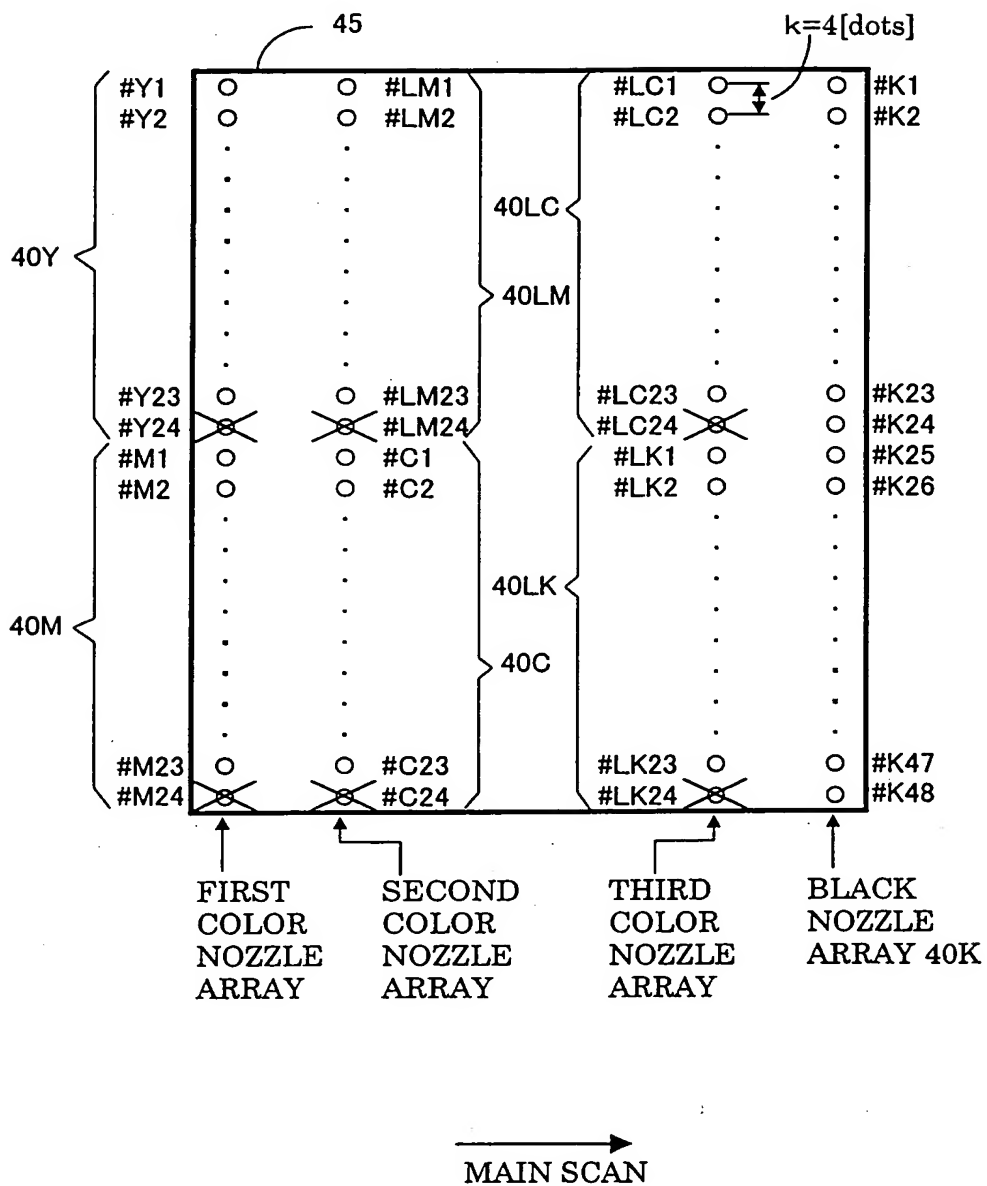 45
k=4[dots]
#Y1 #LM1 #LC1 #K1
#Y2 #LM2 #LC2 #K2
40LC
40Y
40LM
#Y23 #LM23 #LC23 #K23
#Y24 #LM24 #LC24 #K24
#M1 #C1 #LK1 #K25
#M2 #C2 #LK2 #K26
40LK
40M
40C
#M23 #C23 #LK23 #K47
#M24 #C24 #LK24 #K48
FIRST
COLOR
NOZZLE
ARRAY
SECOND
COLOR
NOZZLE
ARRAY
THIRD
COLOR
NOZZLE
ARRAY
BLACK
NOZZLE
ARRAY 40K
MAIN SCAN